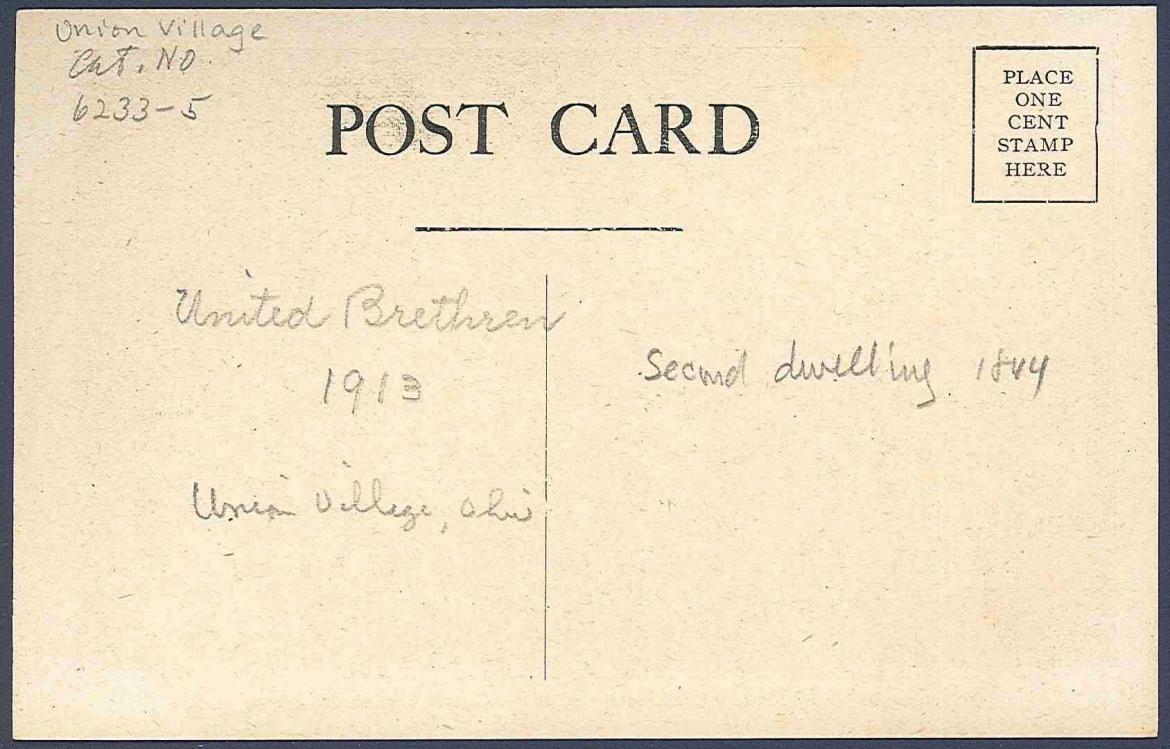 Union Village
Cat. No
6233-5
POST CARD
PLACE
ONE
CENT
STAMP
HERE
United Brethren
1913
Second dwelling 1844
Union Village, Ohio